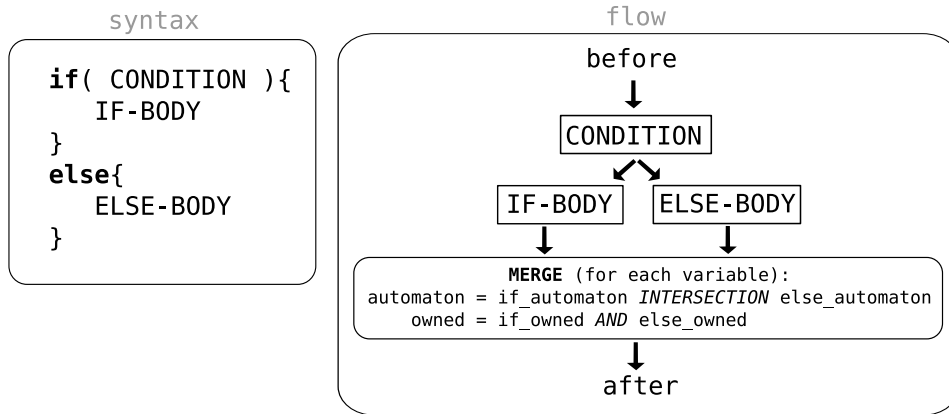 syntax
if( CONDITION ){
IF-BODY
}
else{
ELSE-BODY
}
flow
before
CONDITION
IF-BODY
ELSE-BODY
MERGE (for each variable):
automaton = if_automaton INTERSECTION else_automaton
owned = if_owned AND else_owned
after